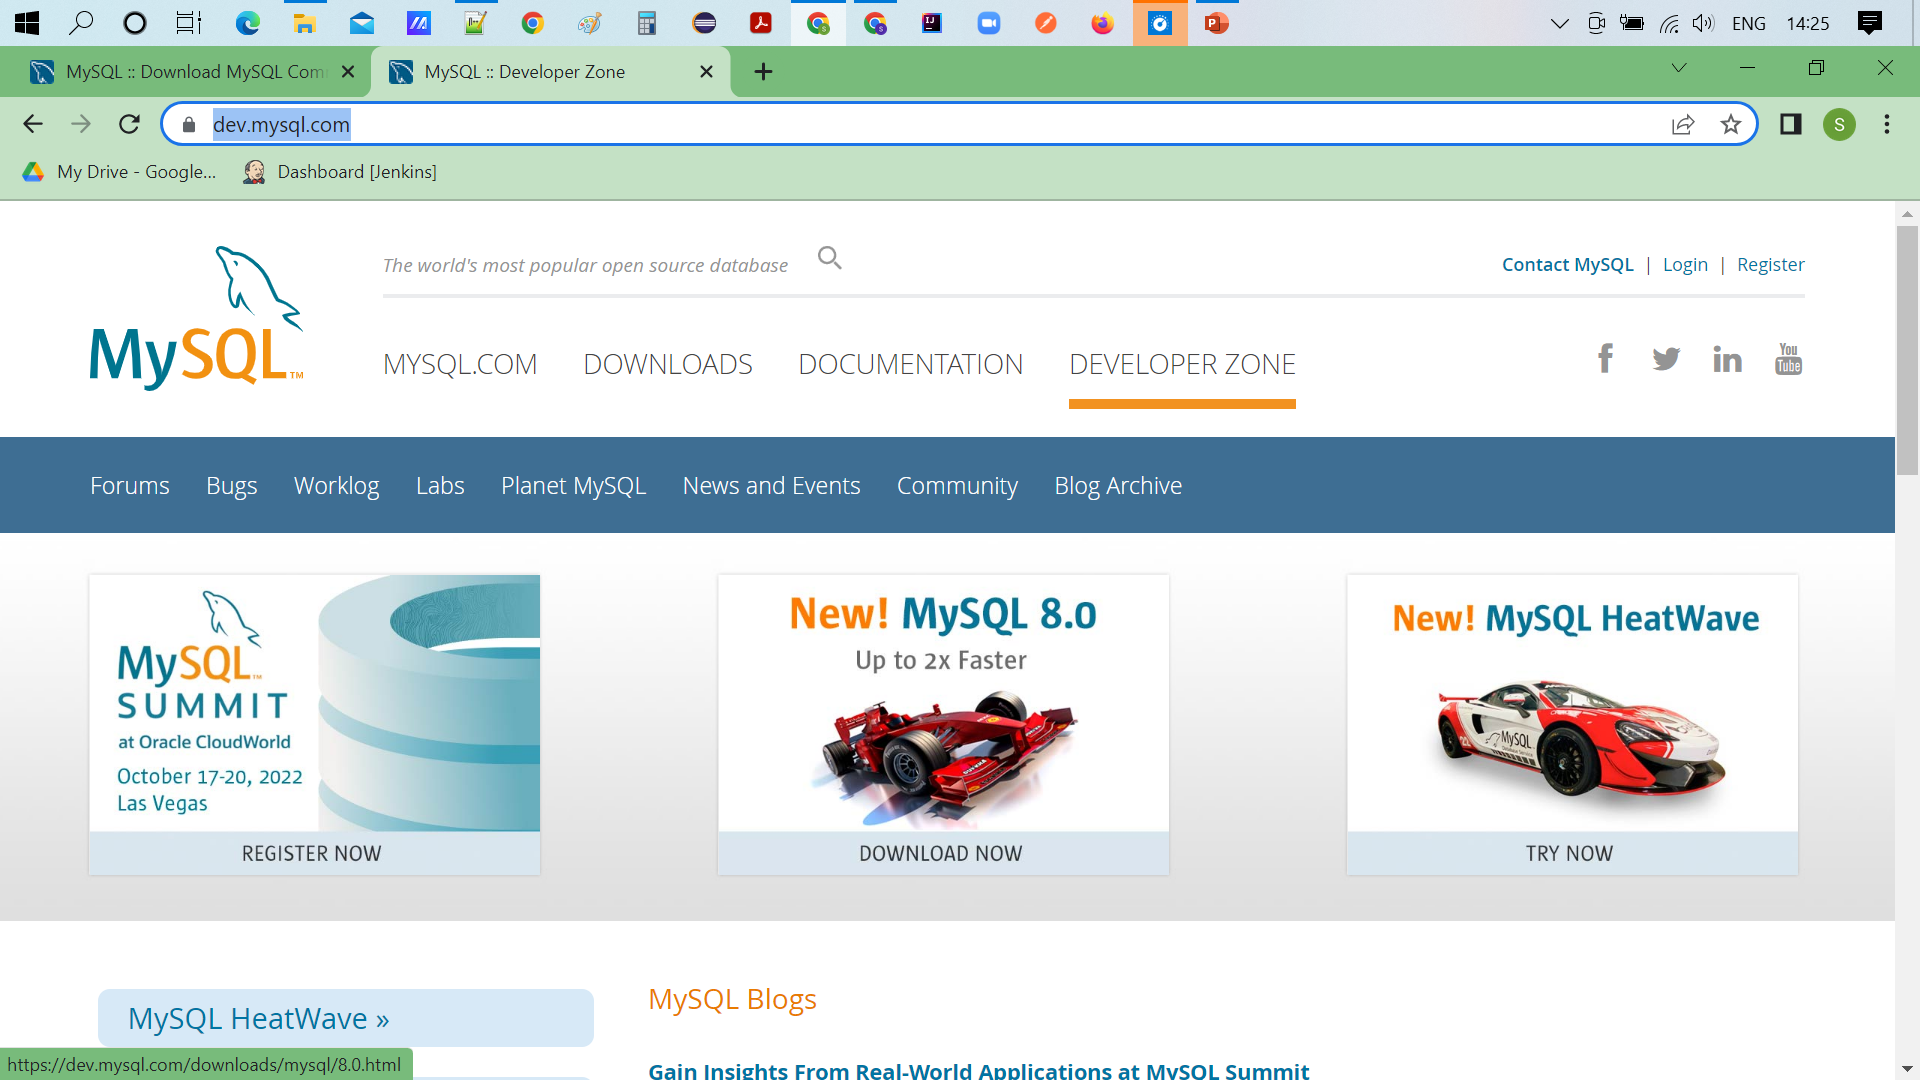 ENG 14:25
MySQL :: Download MySQL Com
MySQL :: Developer Zone
dev.mysql.com
S
My Drive - Google...
Dashboard [Jenkins]
The world's most popular open source database
Contact MySQL | Login | Register
MySQL™
MYSQL.COM DOWNLOADS DOCUMENTATION DEVELOPER ZONE
You Tube
Forums Bugs Worklog Labs Planet MySQL News and Events Community Blog Archive
MySQL™
SUMMIT
at Oracle CloudWorld
October 17-20, 2022
Las Vegas
REGISTER NOW
New! MySQL 8.0
Up to 2x Faster
DOWNLOAD NOW
New! MySQL HeatWave
MySQL
TRY NOW
MySQL HeatWave »
MySQL Blogs
Gain Insights From Real-World Applications at MySQL Summit
https://dev.mysql.com/downloads/mysql/8.0.html